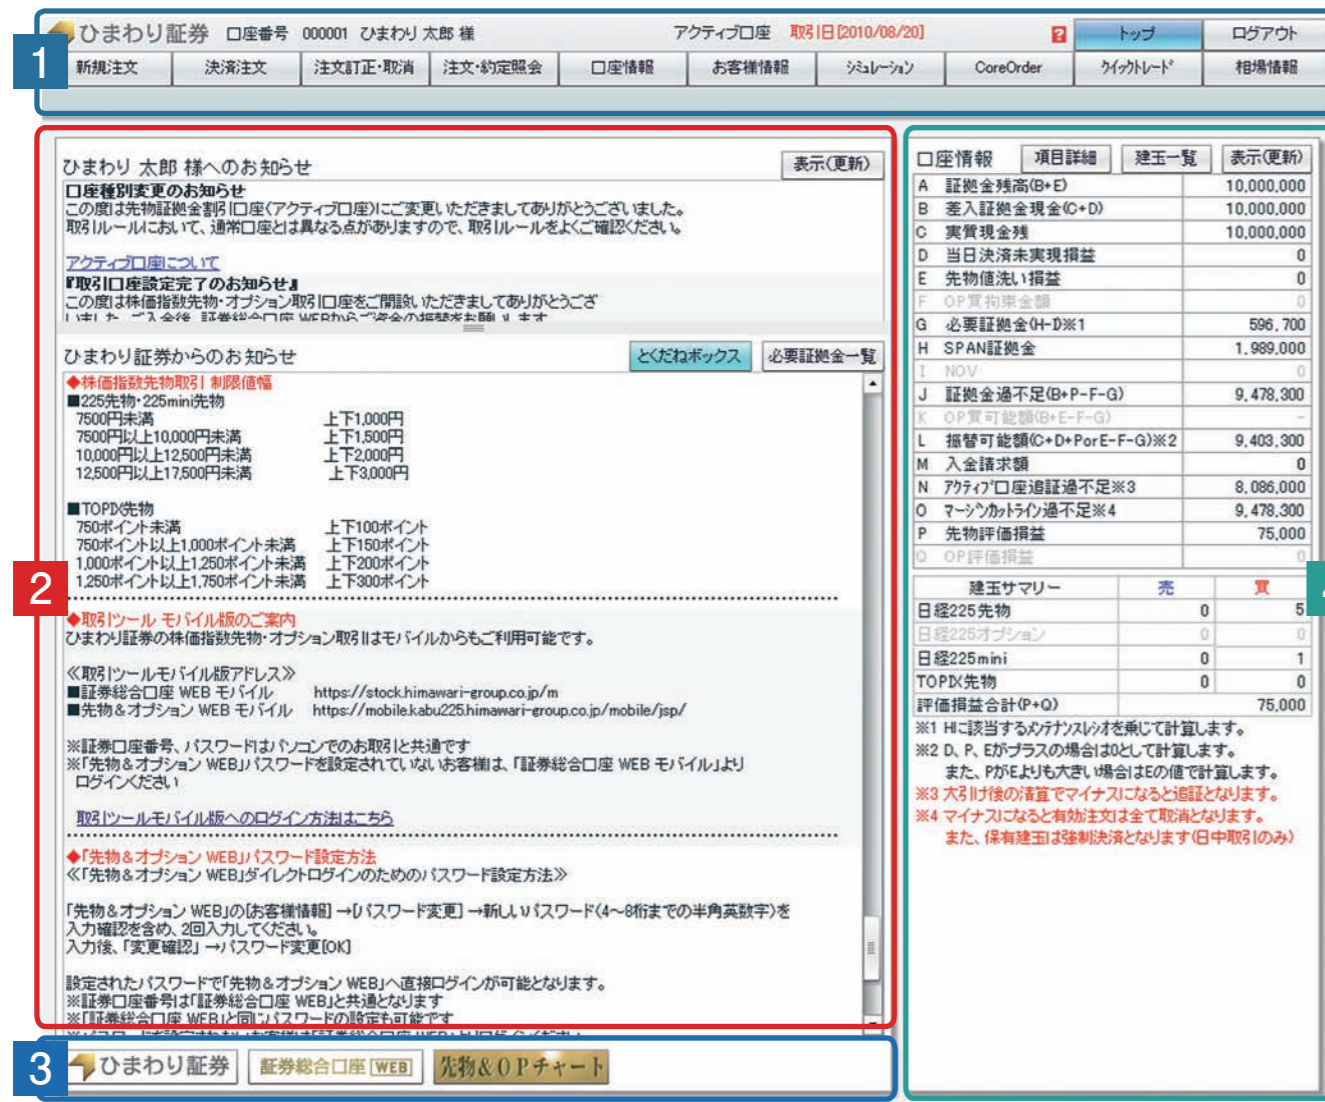 1
ひまわり証券 口座番号 000001 ひまわり 太郎 様 アクティブ口座 取引日[2010/08/20] ? トップ ログアウト
新規注文 決済注文 注文訂正・取消 注文・約定照会 口座情報 お客様情報 シミュレーション CoreOrder クイックトレード 相場情報
2
ひまわり 太郎 様へのお知らせ 表示(更新)
口座種別変更のお知らせ
この度は先物証拠金割引口座(アクティブ口座)にご変更いただきましてありがとうございました。
取引ルールにおいて、通常口座とは異なる点がありますので、取引ルールをよくご確認ください。
アクティブ口座について
『取引口座設定完了のお知らせ』
この度は株価指数先物・オプション取引口座をご開設いただきましてありがとうござ
いました。ご入金後、証券総合口座 WEBからご資金の振替をお願いします
ひまわり証券からのお知らせ とくだねボックス 必要証拠金一覧
◆株価指数先物取引 制限値幅
■225先物・225mini先物
7500円未満 上下1,000円
7500円以上10,000円未満 上下1,500円
10,000円以上12,500円未満 上下2,000円
12,500円以上17,500円未満 上下3,000円
■TOPIX先物
750ポイント未満 上下100ポイント
750ポイント以上1,000ポイント未満 上下150ポイント
1,000ポイント以上1,250ポイント未満 上下200ポイント
1,250ポイント以上1,750ポイント未満 上下300ポイント
◆取引ツール モバイル版のご案内
ひまわり証券の株価指数先物・オプション取引はモバイルからもご利用可能です。
≪取引ツールモバイル版アドレス≫
■証券総合口座 WEB モバイル https://stock.himawari-group.co.jp/m
■先物&オプション WEB モバイル https://mobile.kabu225.himawari-group.co.jp/mobile/jsp/
※証券口座番号、パスワードはパソコンでのお取引と共通です
※「先物&オプション WEB」パスワードを設定されていないお客様は、「証券総合口座 WEB モバイル」より
ログインください
取引ツールモバイル版へのログイン方法はこちら
◆「先物&オプション WEB」パスワード設定方法
≪「先物&オプション WEB」ダイレクトログインのためのパスワード設定方法≫
「先物&オプション WEB」の[お客様情報]→[パスワード変更]→新しいパスワード(4~8桁までの半角英数字)を
入力確認を含め、2回入力してください。
入力後、「変更確認」→パスワード変更[OK]
設定されたパスワードで「先物&オプション WEB」へ直接ログインが可能となります。
※証券口座番号は「証券総合口座 WEB」と共通となります
※「証券総合口座 WEB」と同じパスワードの設定も可能です
3
ひまわり証券 証券総合口座 WEB 先物&OPチャート
口座情報 項目詳細 建玉一覧 表示(更新)
A 証拠金残高(B+E) 10,000,000
B 差入証拠金現金(C+D) 10,000,000
C 実質現金残 10,000,000
D 当日決済未実現損益 0
E 先物値洗い損益 0
F OP買拘束金額 0
G 必要証拠金(H-I)※1 596,700
H SPAN証拠金 1,989,000
I NOV 0
J 証拠金過不足(B+P-F-G) 9,478,300
K OP買可能額(B+E-F-G) -
L 振替可能額(C+D+PorE-F-G)※2 9,403,300
M 入金請求額 0
N アクティブ口座追証過不足※3 8,086,000
O マージンカットライン過不足※4 9,478,300
P 先物評価損益 75,000
Q OP評価損益 0
建玉サマリー 売 買
日経225先物 0 5
日経225オプション 0 0
日経225mini 0 1
TOPIX先物 0 0
評価損益合計(P+Q) 75,000
※1 Hに該当するメンテナンスレシオを乗じて計算します。
※2 D、P、Eがプラスの場合は0として計算します。
また、PがEよりも大きい場合はEの値で計算します。
※3 大引け後の清算でマイナスになると追証となります。
※4 マイナスになると有効注文は全て取消となります。
また、保有建玉は強制決済となります(日中取引のみ)